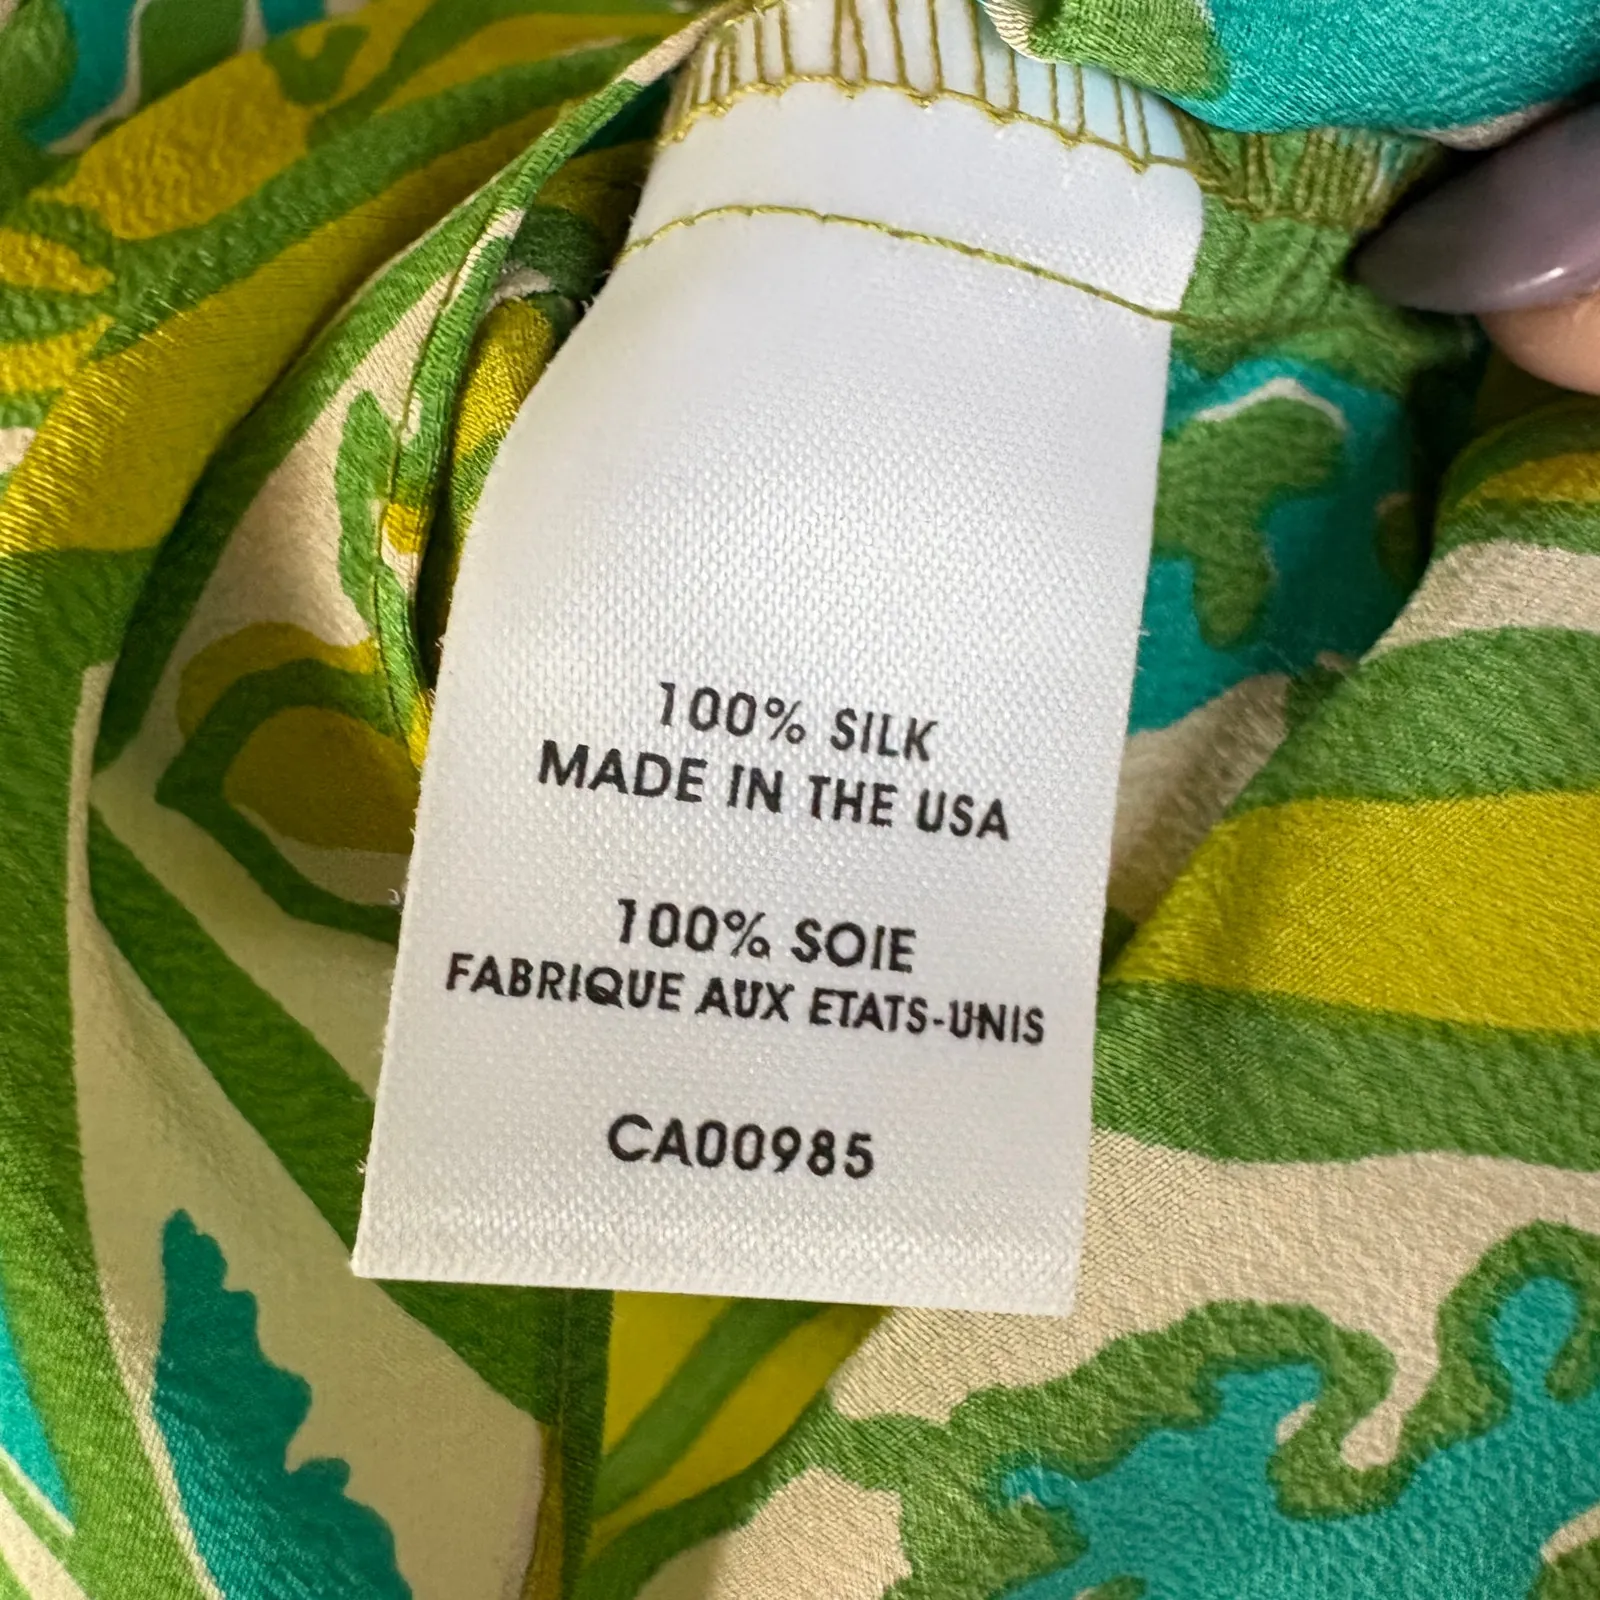 100% SILK
MADE IN THE USA
100% SOIE
FABRIQUE AUX ETATS-UNIS
CA00985